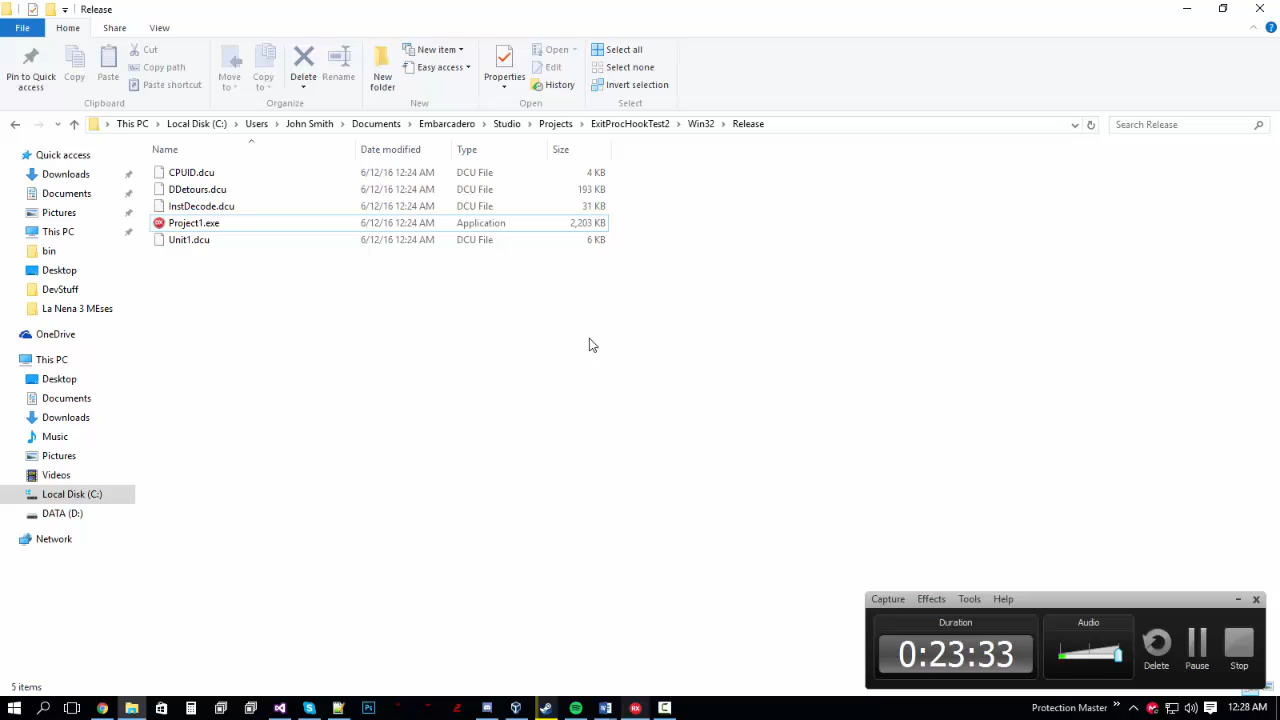 Release
File Home Share View
Pin to Quick access
Copy
Paste
Cut
Copy path
Paste shortcut
Clipboard
Move to
Copy to
Delete
Rename
Organize
New folder
New item
Easy access
New
Properties
Open
Edit
History
Open
Select all
Select none
Invert selection
Select
This PC Local Disk (C:) Users John Smith Documents Embarcadero Studio Projects ExitProcHookTest2 Win32 Release
Search Release
Quick access
Downloads
Documents
Pictures
This PC
bin
Desktop
DevStuff
La Nena 3 MEses
OneDrive
This PC
Desktop
Documents
Downloads
Music
Pictures
Videos
Local Disk (C:)
DATA (D:)
Network
Name Date modified Type Size
CPUID.dcu 6/12/16 12:24 AM DCU File 4 KB
DDetours.dcu 6/12/16 12:24 AM DCU File 193 KB
InstDecode.dcu 6/12/16 12:24 AM DCU File 31 KB
Project1.exe 6/12/16 12:24 AM Application 2,203 KB
Unit1.dcu 6/12/16 12:24 AM DCU File 6 KB
Capture Effects Tools Help
Duration
0:23:33
Audio
Delete
Pause
Stop
5 items
Protection Master
12:28 AM